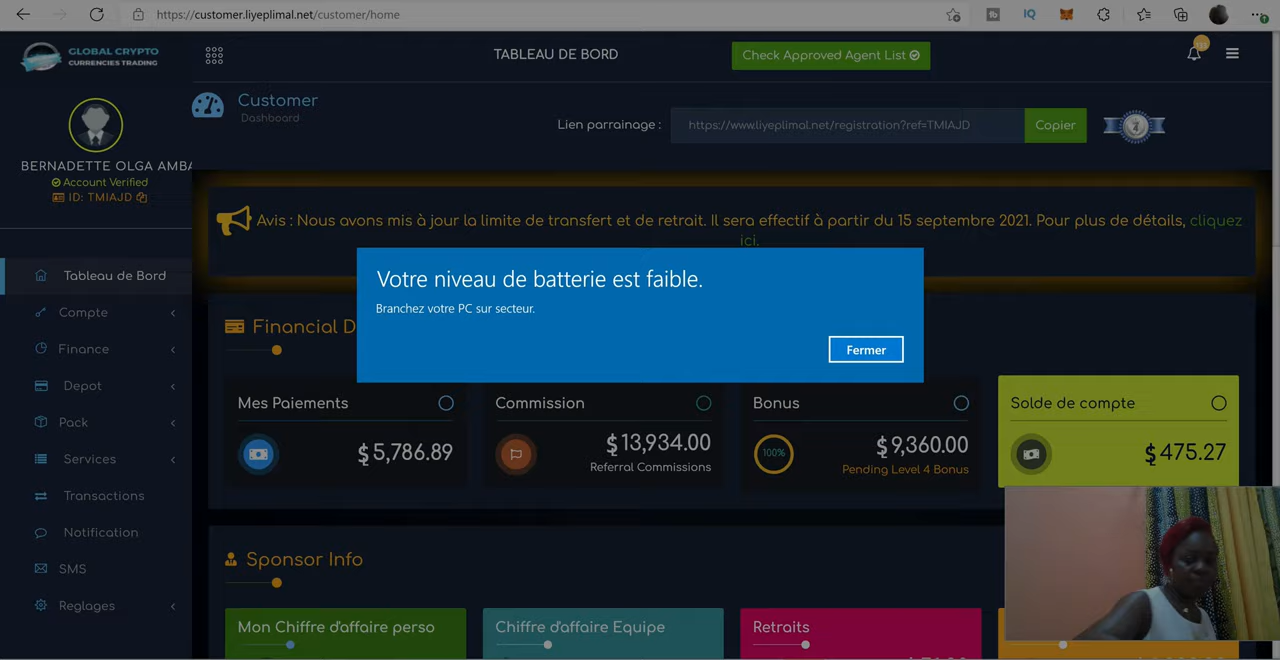 https://customer.liyeplimal.net/customer/home
GLOBAL CRYPTO
CURRENCIES TRADING
TABLEAU DE BORD
Check Approved Agent List
Customer
Dashboard
Lien parrainage :
https://www.liyeplimal.net/registration?ref=TMIAJD
Copier
BERNADETTE OLGA AMBA
Account Verified
ID: TMIAJD
Avis : Nous avons mis à jour la limite de transfert et de retrait. Il sera effectif à partir du 15 septembre 2021. Pour plus de détails, cliquez
ici.
Votre niveau de batterie est faible.
Branchez votre PC sur secteur.
Fermer
Tableau de Bord
Compte
Finance
Depot
Pack
Services
Transactions
Notification
SMS
Reglages
Financial D
Mes Paiements
$5,786.89
Commission
$13,934.00
Referral Commissions
Bonus
100%
$9,360.00
Pending Level 4 Bonus
Solde de compte
$475.27
Sponsor Info
Mon Chiffre d'affaire perso
Chiffre d'affaire Equipe
Retraits